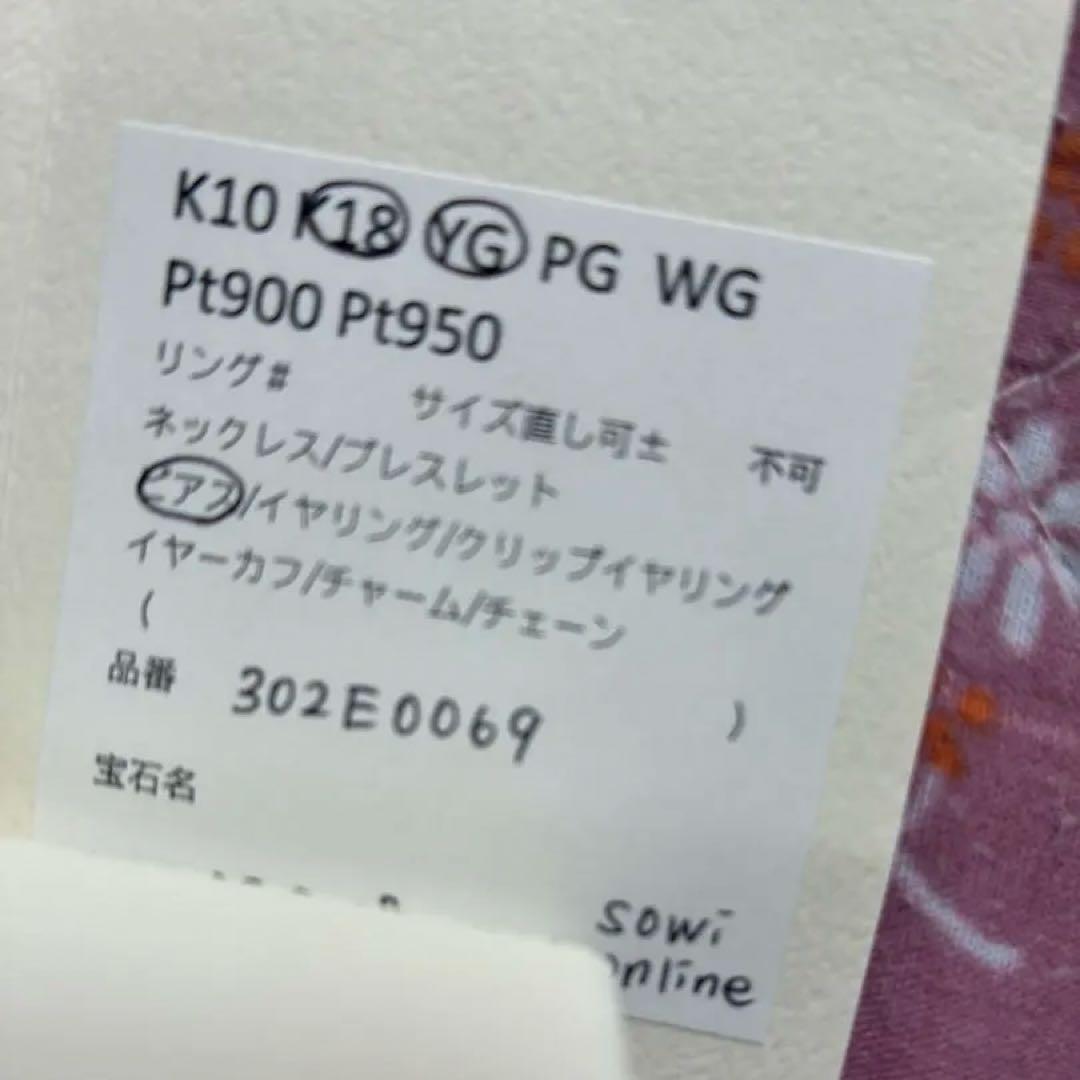 K10 K18 YG PG WG
Pt900 Pt950
リング# サイズ直し可± 不可
ネックレス/ブレスレット
ピアス/イヤリング/クリップイヤリング
イヤーカフ/チャーム/チェーン
( )
品番 302E0069
宝石名
sowi
online